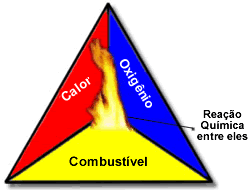 Calor
Oxigênio
Reação
Química
entre eles
Combustível